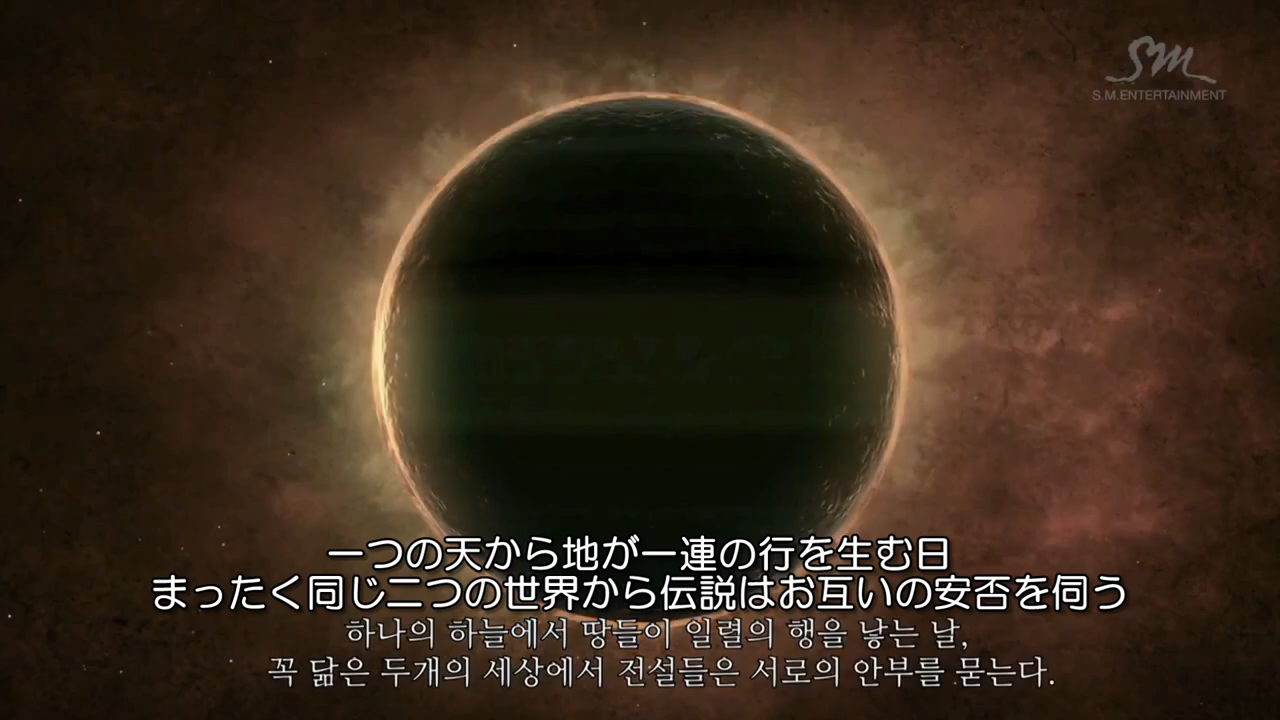 SM
S.M.ENTERTAINMENT
一つの天から地が一連の行を生む日
まったく同じ二つの世界から伝説はお互いの安否を伺う
하나의 하늘에서 땅들이 일렬의 행을 낳는 날,
꼭 닮은 두개의 세상에서 전설들은 서로의 안부를 묻는다.